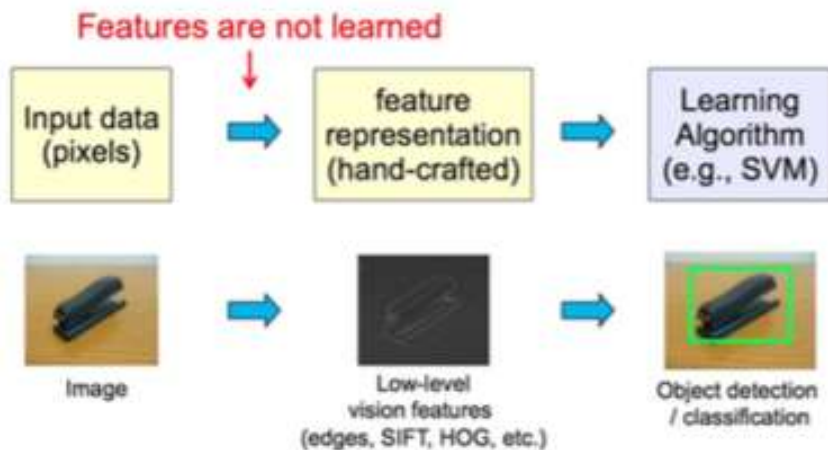 Features are not learned
Input data
(pixels)
feature
representation
(hand-crafted)
Learning
Algorithm
(e.g., SVM)
Image
Low-level
vision features
(edges, SIFT, HOG, etc.)
Object detection
/ classification